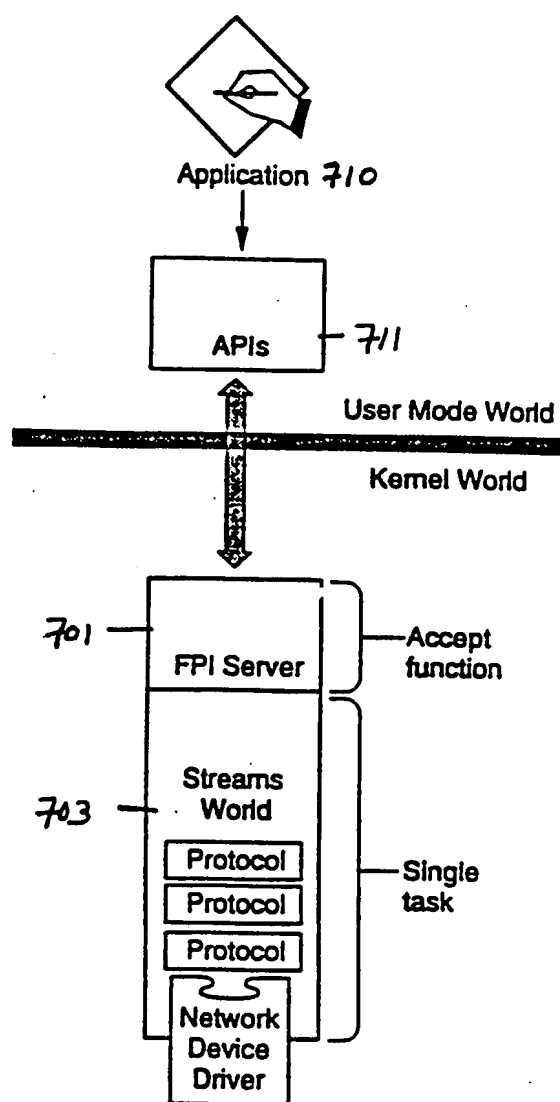 Application 710
APIs
711
User Mode World
Kernel World
701
FPI Server
Accept
function
Streams
World
703
Protocol
Protocol
Protocol
Single
task
Network
Device
Driver